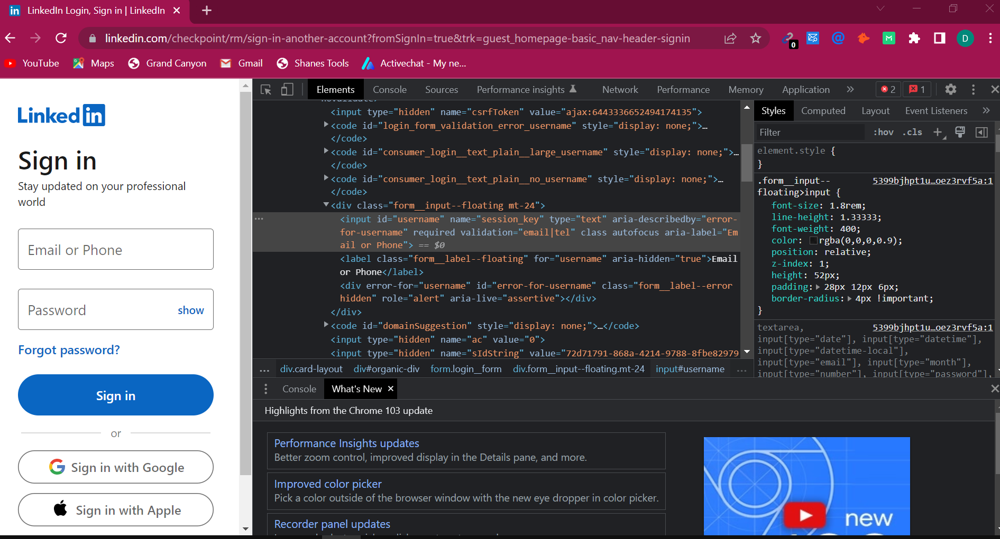 LinkedIn Login, Sign in | LinkedIn
linkedin.com/checkpoint/rm/sign-in-another-account?fromSignIn=true&trk=guest_homepage-basic_nav-header-signin
0
D
YouTube
Maps
Grand Canyon
Gmail
Shanes Tools
Activechat - My ne...
Linked in
Sign in
Stay updated on your professional
world
Email or Phone
Password
show
Forgot password?
Sign in
or
Sign in with Google
Sign in with Apple
Elements
Console
Sources
Performance insights
Network
Performance
Memory
Application
»
2
1
<input type="hidden" name="csrfToken" value="ajax:6443336652494174135">
<code id="login_form_validation_error_username" style="display: none;">…
</code>
<code id="consumer_login__text_plain__large_username" style="display: none;">…
</code>
<code id="consumer_login__text_plain__no_username" style="display: none;">…
</code>
<div class="form__input--floating mt-24">
<input id="username" name="session_key" type="text" aria-describedby="error-
for-username" required validation="email|tel" class autofocus aria-label="Em
ail or Phone"> == $0
<label class="form__label--floating" for="username" aria-hidden="true">Email
or Phone</label>
<div error-for="username" id="error-for-username" class="form__label--error
hidden" role="alert" aria-live="assertive"></div>
</div>
<code id="domainSuggestion" style="display: none;">…</code>
<input type="hidden" name="ac" value="0">
<input type="hidden" name="sIdString" value="72d71791-868a-4214-9788-8fbe82979
... div.card-layout div#organic-div form.login__form div.form__input--floating.mt-24 input#username ...
Styles
Computed
Layout
Event Listeners
»
Filter
:hov
.cls
element.style {
}
.form__input--
floating>input {
5399bjhpt1u…oez3rvf5a:1
font-size: 1.8rem;
line-height: 1.33333;
font-weight: 400;
color: rgba(0,0,0,0.9);
position: relative;
z-index: 1;
height: 52px;
padding: 28px 12px 6px;
border-radius: 4px !important;
}
textarea,
5399bjhpt1u…oez3rvf5a:1
input[type="date"], input[type="datetime"],
input[type="datetime-local"],
input[type="email"], input[type="month"],
input[type="number"], input[type="password"],
Console
What's New
Highlights from the Chrome 103 update
Performance Insights updates
Better zoom control, improved display in the Details pane, and more.
Improved color picker
Pick a color outside of the browser window with the new eye dropper in color picker.
Recorder panel updates
new